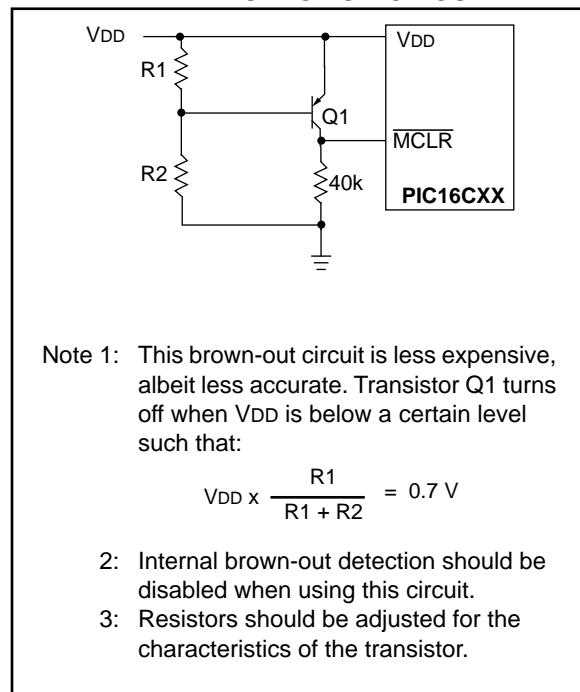 VDD
VDD
R1
Q1
MCLR
R2
40k
PIC16CXX
Note 1: This brown-out circuit is less expensive,
albeit less accurate. Transistor Q1 turns
off when VDD is below a certain level
such that:
VDD x R1 / R1 + R2 = 0.7 V
2: Internal brown-out detection should be
disabled when using this circuit.
3: Resistors should be adjusted for the
characteristics of the transistor.